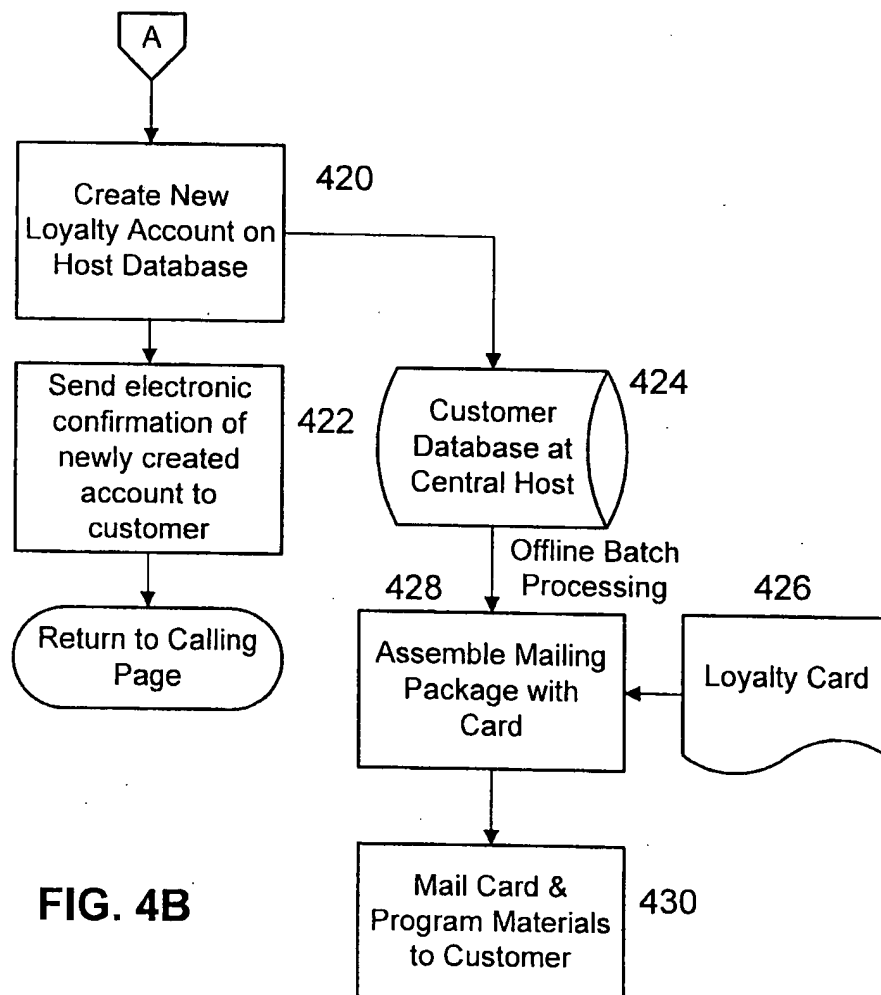 A
Create New
Loyalty Account on
Host Database
420
Send electronic
confirmation of
newly created
account to
customer
422
Return to Calling
Page
Customer
Database at
Central Host
424
Offline Batch
Processing
428
Assemble Mailing
Package with
Card
426
Loyalty Card
Mail Card &
Program Materials
to Customer
430
FIG. 4B